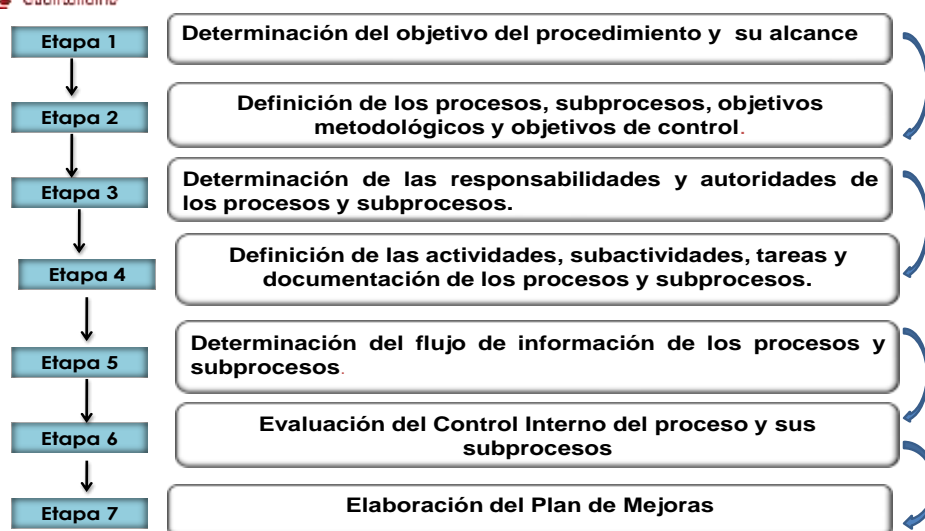 Etapa 1
Determinación del objetivo del procedimiento y su alcance
Etapa 2
Definición de los procesos, subprocesos, objetivos
metodológicos y objetivos de control.
Etapa 3
Determinación de las responsabilidades y autoridades de
los procesos y subprocesos.
Etapa 4
Definición de las actividades, subactividades, tareas y
documentación de los procesos y subprocesos.
Etapa 5
Determinación del flujo de información de los procesos y
subprocesos.
Etapa 6
Evaluación del Control Interno del proceso y sus
subprocesos
Etapa 7
Elaboración del Plan de Mejoras